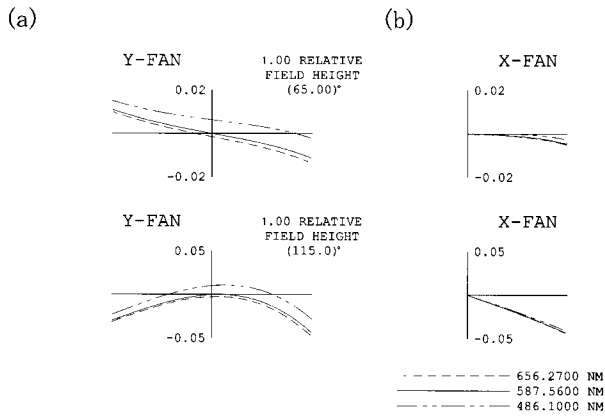 (a)
(b)
Y-FAN
1.00 RELATIVE
FIELD HEIGHT
(65.00)°
X-FAN
0.02
-0.02
0.02
-0.02
Y-FAN
1.00 RELATIVE
FIELD HEIGHT
(115.0)°
X-FAN
0.05
-0.05
0.05
-0.05
656.2700 NM
587.5600 NM
486.1000 NM